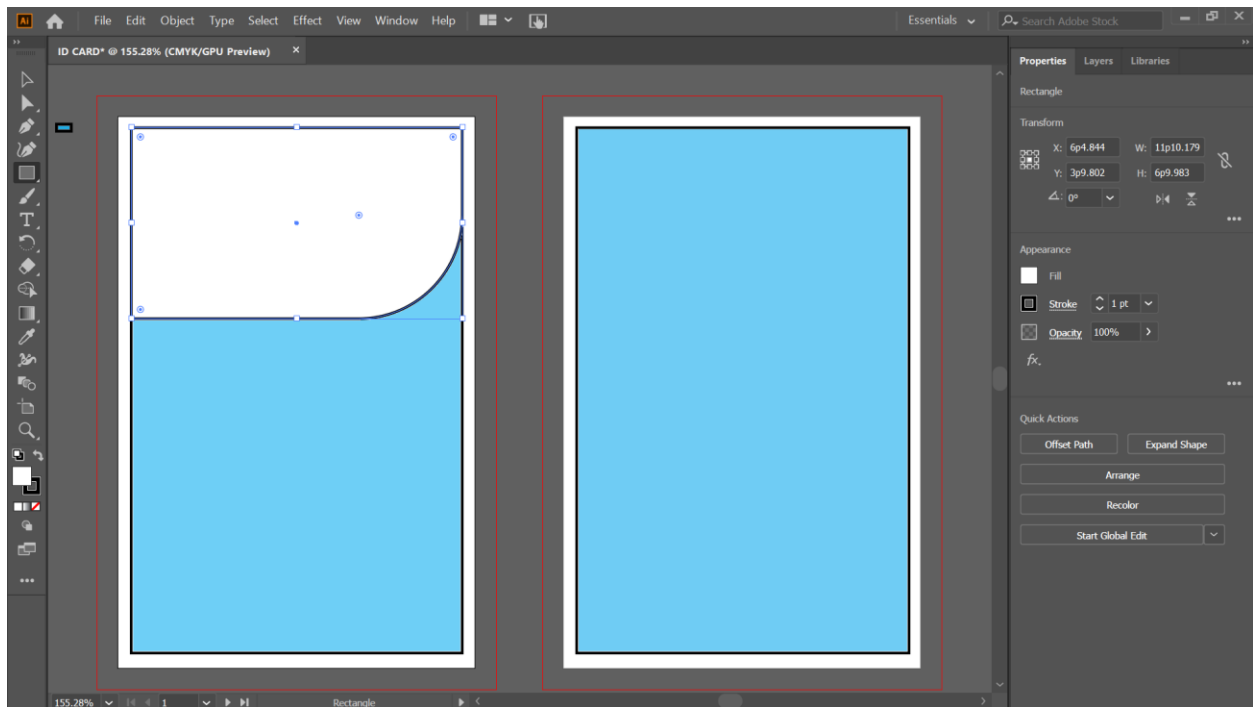 Ai File Edit Object Type Select Effect View Window Help Essentials Search Adobe Stock
ID CARD* @ 155.28% (CMYK/GPU Preview) ×
Properties Layers Libraries
Rectangle
Transform
X: 6p4.844 W: 11p10.179
Y: 3p9.802 H: 6p9.983
0°
Appearance
Fill
Stroke 1 pt
Opacity 100%
fx.
Quick Actions
Offset Path Expand Shape
Arrange
Recolor
Start Global Edit
155.28% 1 Rectangle